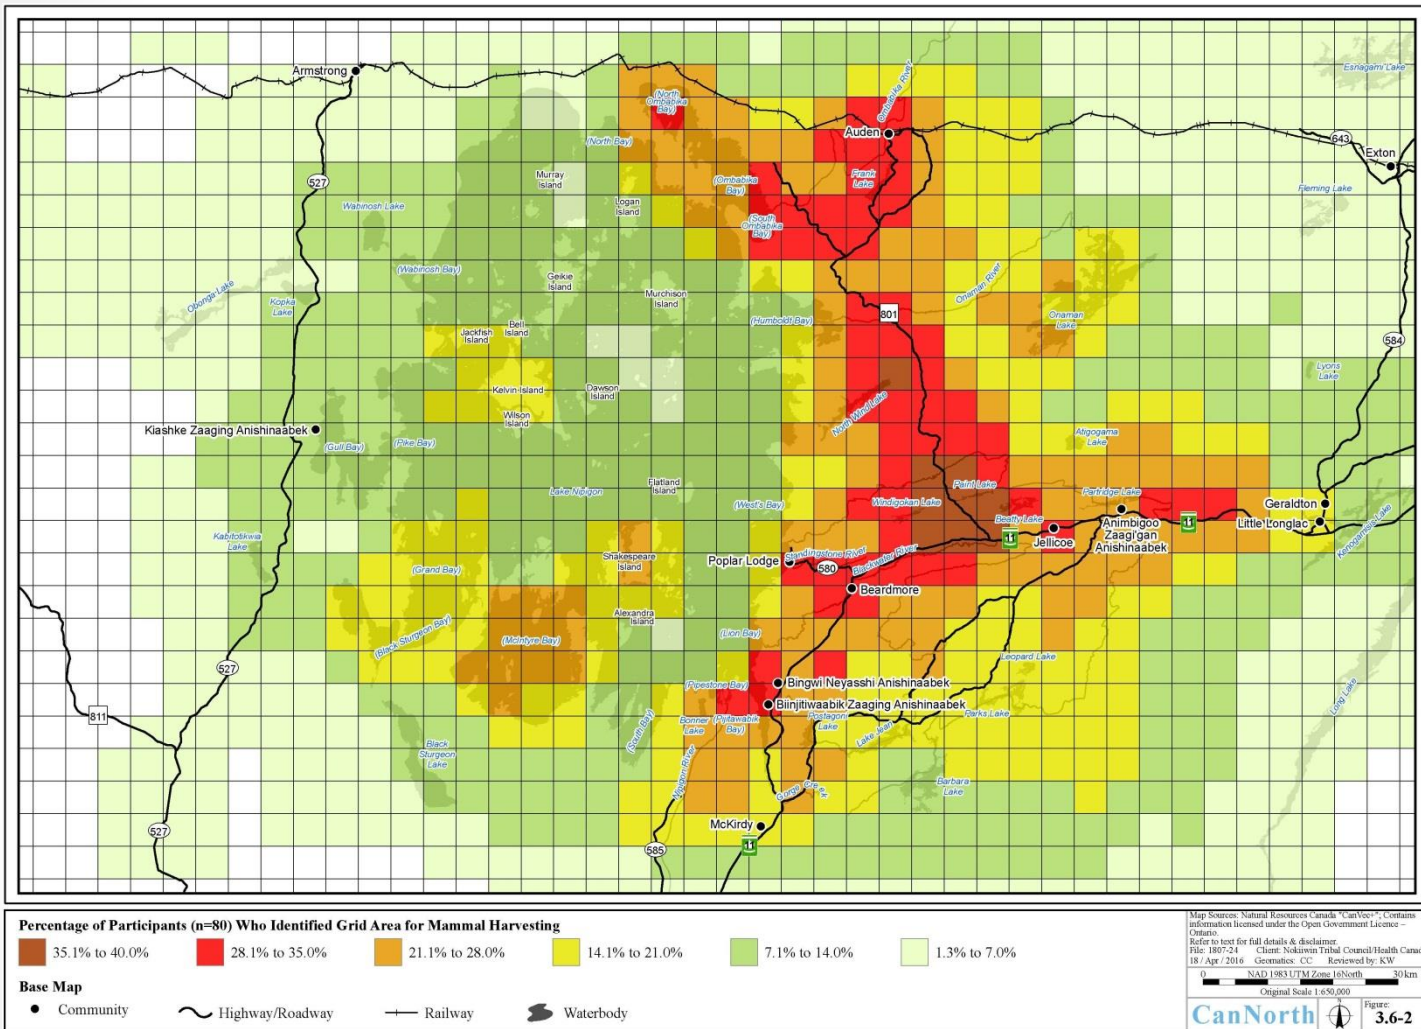 Esnagami Lake
Armstrong
(North
Ombabika
Bay)
Ombabika River
Auden
643
(North Bay)
Exton
527
Murray
Island
(Ombabika
Bay)
Frank
Lake
Fleming Lake
Wabinosh Lake
Logan
Island
(South
Ombabika
Bay)
(Wabinosh Bay)
Geikie
Island
Onaman River
Obonga Lake
Kopka
Lake
Murchison
Island
801
(Humboldt Bay)
Onaman
Lake
Bell
Island
Jackfish
Island
584
Lyons
Lake
Kelvin Island
Dawson
Island
North Wind Lake
Wilson
Island
Kiashke Zaaging Anishinaabek
(Gull Bay)
(Pike Bay)
Atigogama
Lake
Flatland
Island
Paint Lake
Lake Nipigon
Partridge Lake
(West's Bay)
Windigokan Lake
Geraldton
Beatty Lake
Animbigoo
Zaagi'gan
Anishinaabek
11
Little Longlac
Kenogamisis Lake
Kabitotikwia
Lake
11
Jellicoe
Shakespeare
Island
Poplar Lodge
Standingstone River
580
Blackwater River
(Grand Bay)
Beardmore
Alexandra
Island
(Black Sturgeon Bay)
(McIntyre Bay)
(Lion Bay)
Leopard Lake
527
(Pipestone Bay)
Bingwi Neyasshi Anishinaabek
Biinjitiwaabik Zaaging Anishinaabek
811
Bonner
Lake
(Pijitawabik
Bay)
Postagoni
Lake
Parks Lake
Long Lake
(South Bay)
Lake Jean
Black
Sturgeon
Lake
Nipigon River
Gorge Creek
Barbara
Lake
527
McKirdy
585
11
Percentage of Participants (n=80) Who Identified Grid Area for Mammal Harvesting
35.1% to 40.0% 28.1% to 35.0% 21.1% to 28.0% 14.1% to 21.0% 7.1% to 14.0% 1.3% to 7.0%
Base Map
Community Highway/Roadway Railway Waterbody
Map Sources: Natural Resources Canada "CanVec+"; Contains
information licensed under the Open Government Licence –
Ontario.
Refer to text for full details & disclaimer.
File: 1807-24 Client: Nokiiwin Tribal Council/Health Canada
18 / Apr / 2016 Geomatics: CC Reviewed by: KW
0 NAD 1983 UTM Zone 16North 30 km
Original Scale 1:650,000
CanNorth
Figure:
3.6-2